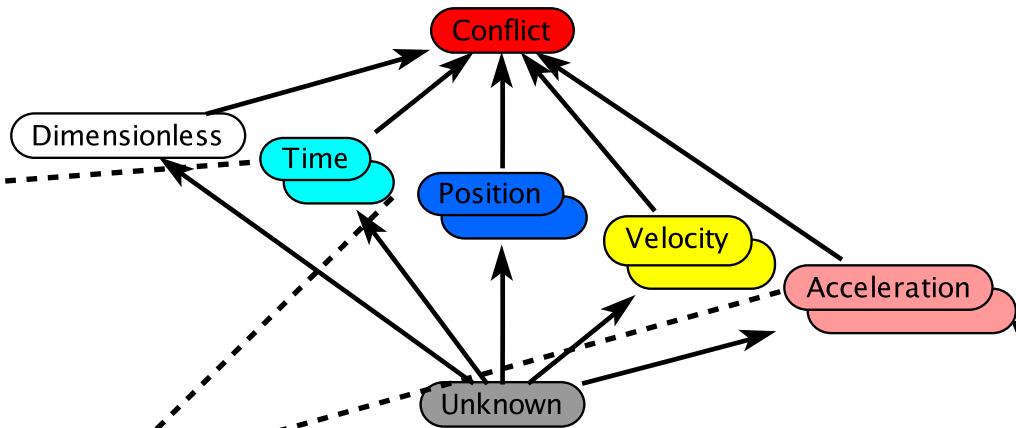 Conflict
Dimensionless
Time
Position
Velocity
Acceleration
Unknown